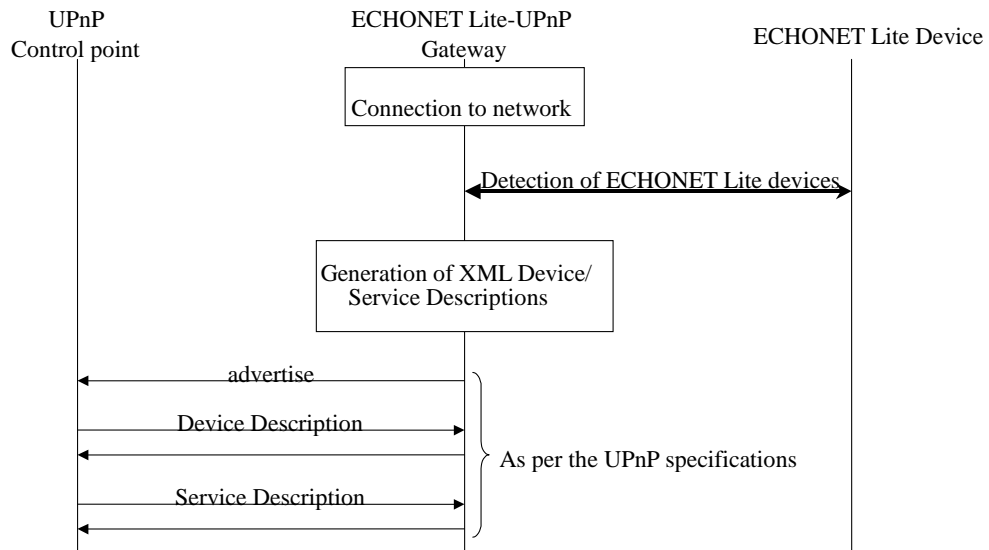 UPnP
Control point
ECHONET Lite-UPnP
Gateway
ECHONET Lite Device
Connection to network
Detection of ECHONET Lite devices
Generation of XML Device/
Service Descriptions
advertise
Device Description
As per the UPnP specifications
Service Description